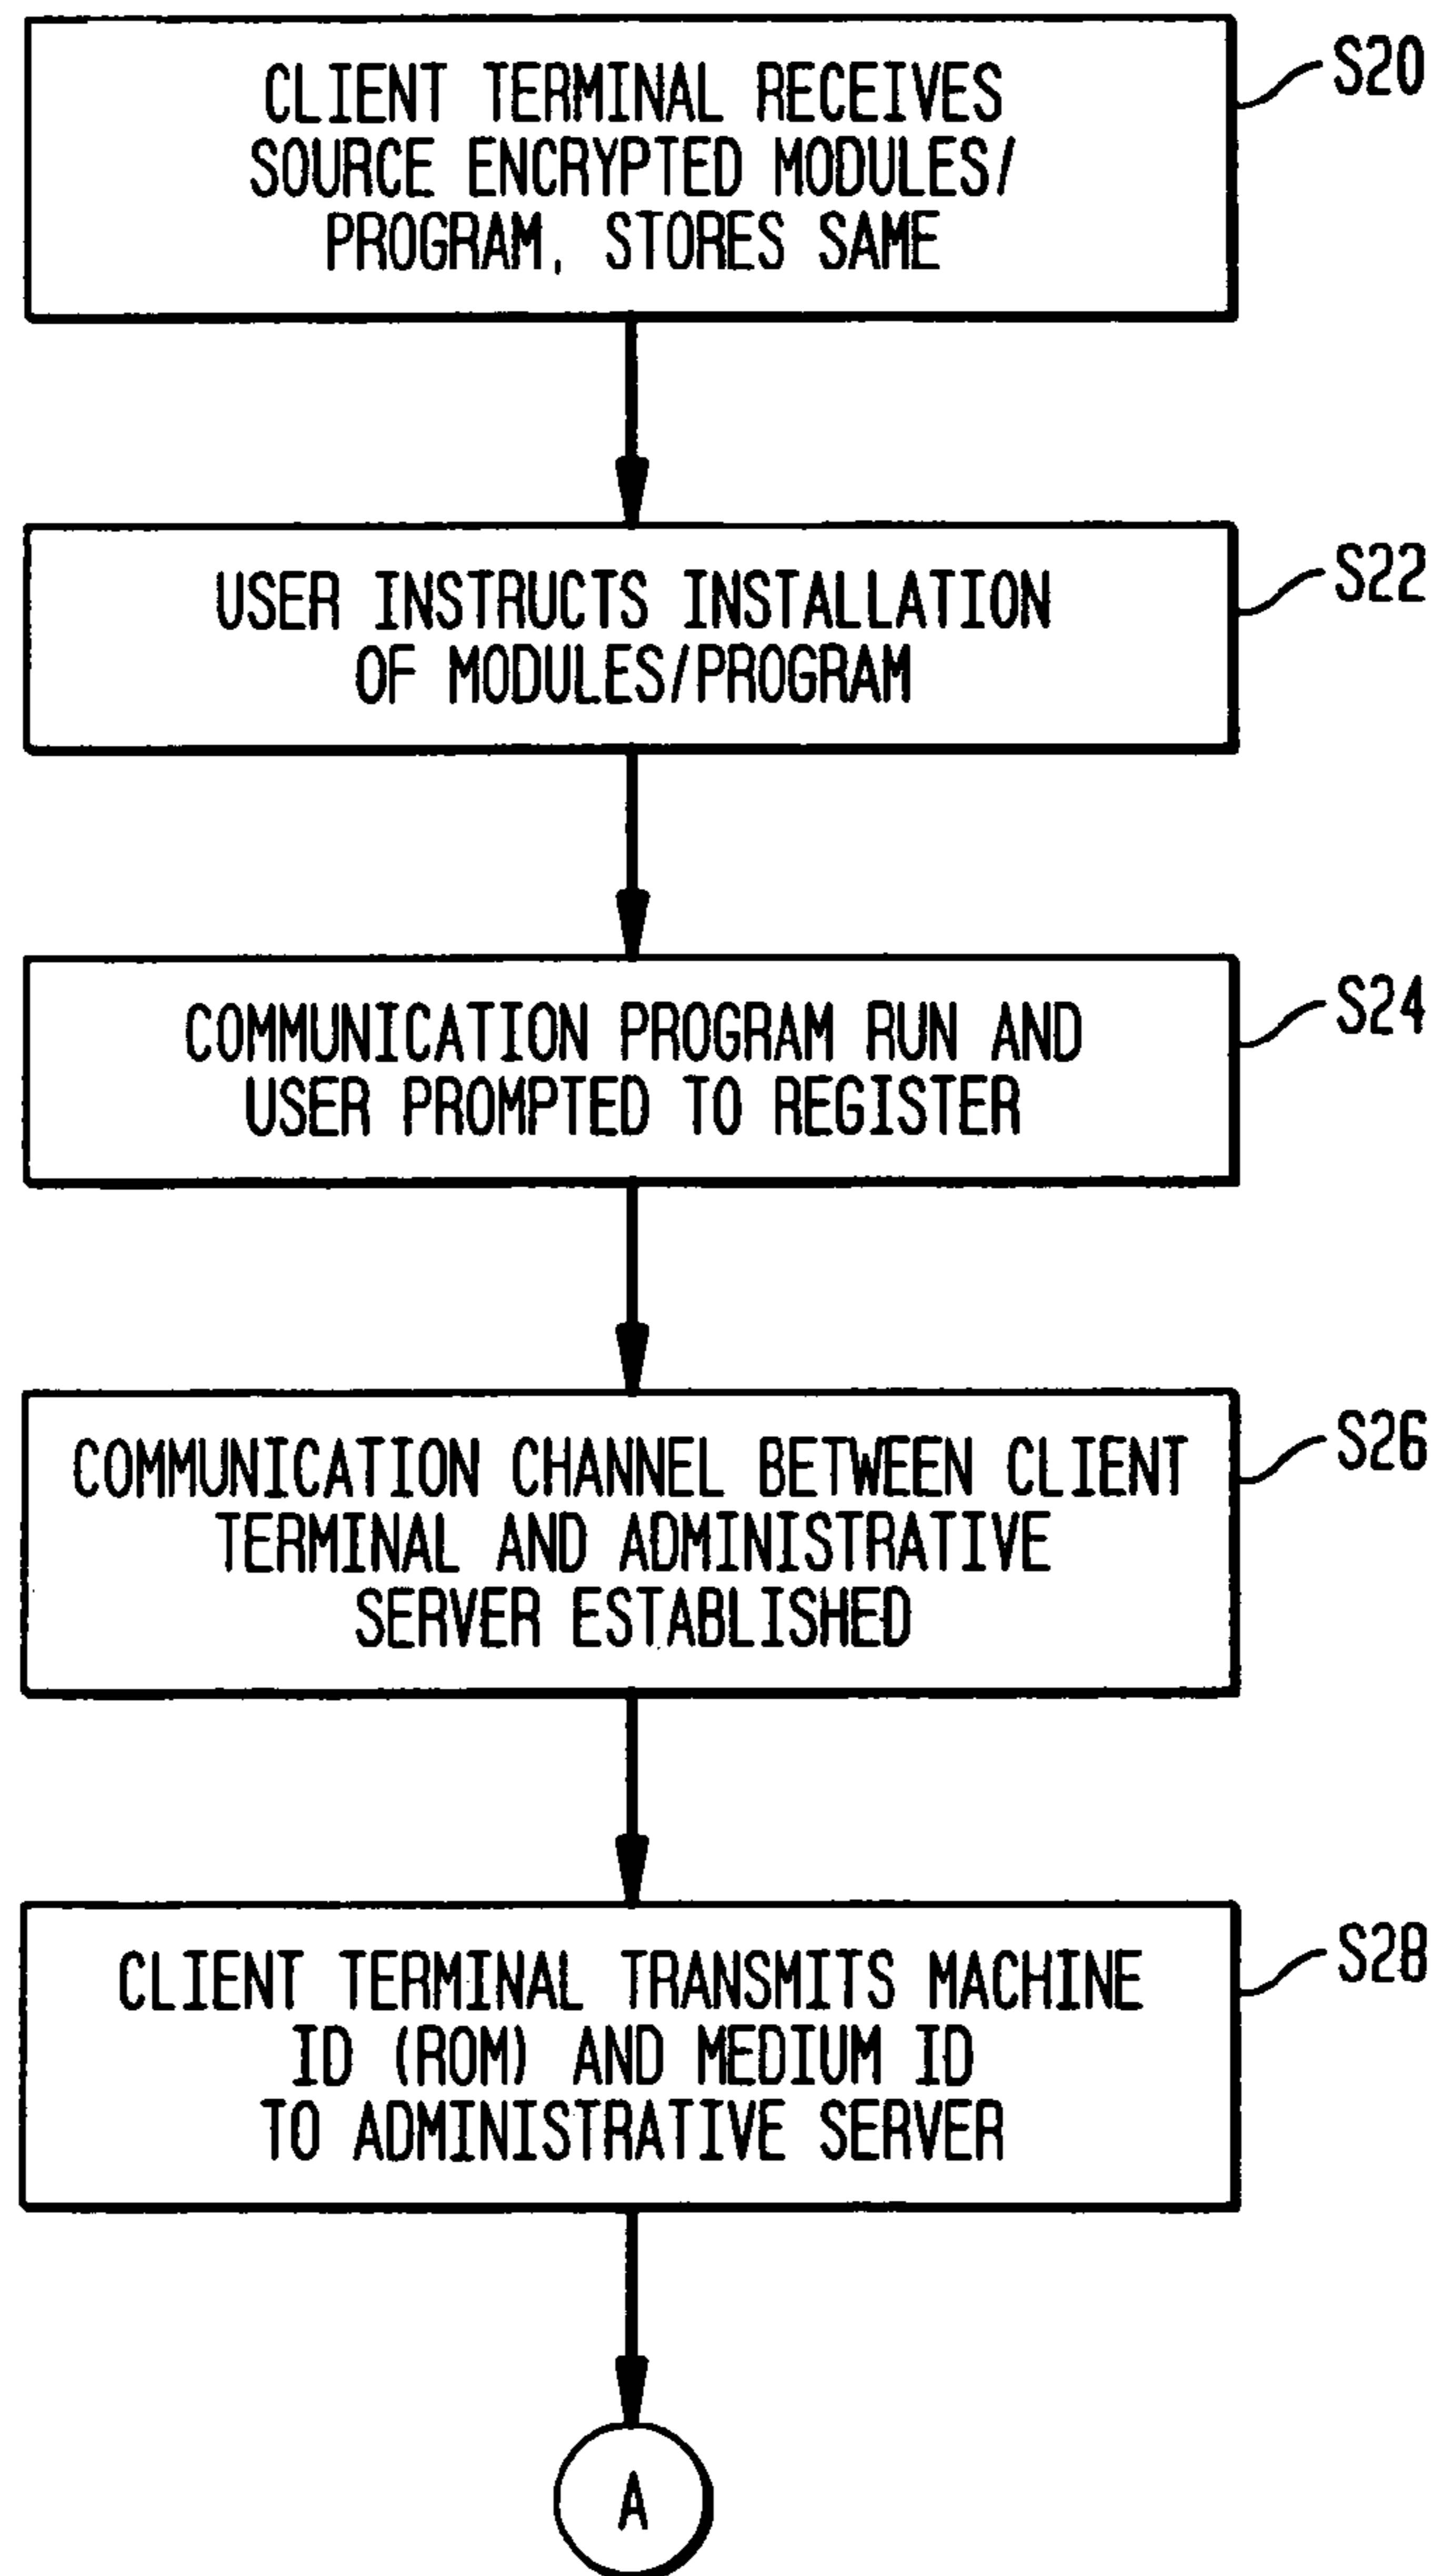 CLIENT TERMINAL RECEIVES
SOURCE ENCRYPTED MODULES/
PROGRAM, STORES SAME
S20
USER INSTRUCTS INSTALLATION
OF MODULES/PROGRAM
S22
COMMUNICATION PROGRAM RUN AND
USER PROMPTED TO REGISTER
S24
COMMUNICATION CHANNEL BETWEEN CLIENT
TERMINAL AND ADMINISTRATIVE
SERVER ESTABLISHED
S26
CLIENT TERMINAL TRANSMITS MACHINE
ID (ROM) AND MEDIUM ID
TO ADMINISTRATIVE SERVER
S28
A